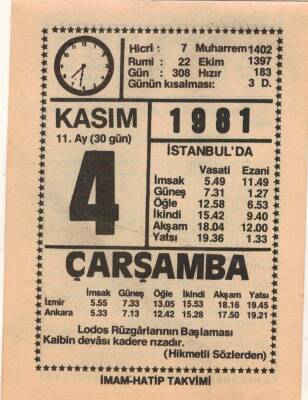 Hicri : 7 Muharrem 1402
Rumi : 22 Ekim 1397
Gün : 308 Hızır 183
Günün kısalması: 3 D.
KASIM
11. Ay (30 gün)
4
1981
İSTANBUL'DA
Vasati Ezani
İmsak 5.49 11.49
Güneş 7.31 1.27
Öğle 12.58 6.53
İkindi 15.42 9.40
Akşam 18.04 12.00
Yatsı 19.36 1.33
ÇARŞAMBA
İmsak Güneş Öğle İkindi Akşam Yatsı
İzmir 5.55 7.33 13.05 15.53 18.16 19.45
Ankara 5.33 7.13 12.42 15.28 17.50 19.21
Lodos Rüzgârlarının Başlaması
Kalbin devâsı kadere rızadır.
(Hikmetli Sözlerden)
İMAM-HATİP TAKVİMİ